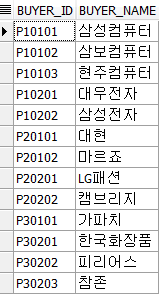 BUYER_ID BUYER_NAME
P10101 삼성컴퓨터
P10102 삼보컴퓨터
P10103 현주컴퓨터
P10201 대우전자
P10202 삼성전자
P20101 대현
P20102 마르죠
P20201 LG패션
P20202 캠브리지
P30101 가파치
P30201 한국화장품
P30202 피리어스
P30203 참존